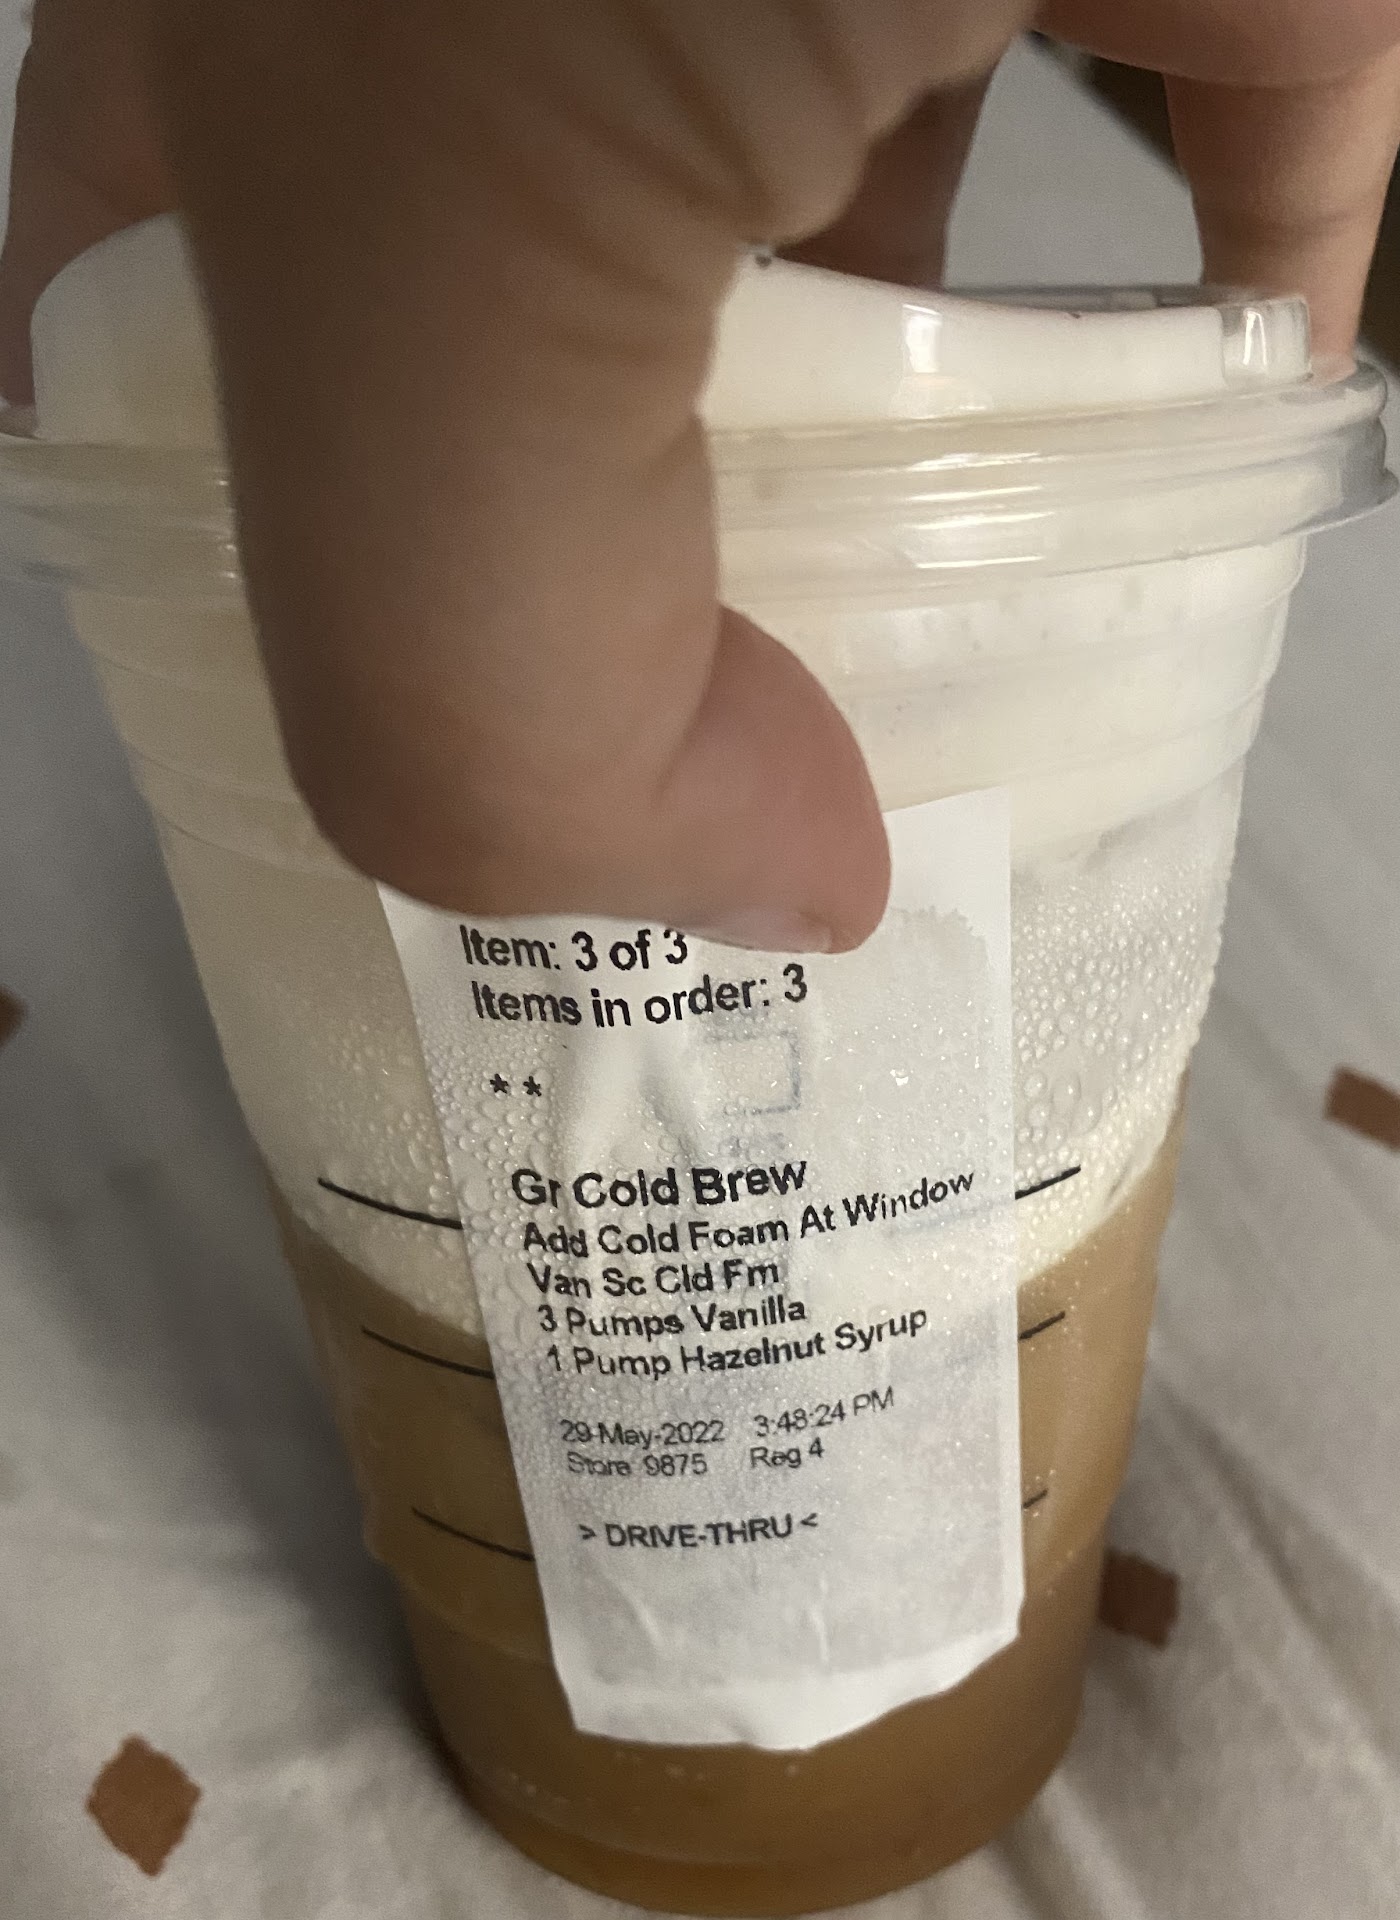 Item: 3 of 3
Items in order: 3
* *
Gr Cold Brew
Add Cold Foam At Window
Van Sc Cld Fm
3 Pumps Vanilla
1 Pump Hazelnut Syrup
29-May-2022 3:48:24 PM
Store 9875 Reg 4
> DRIVE-THRU <